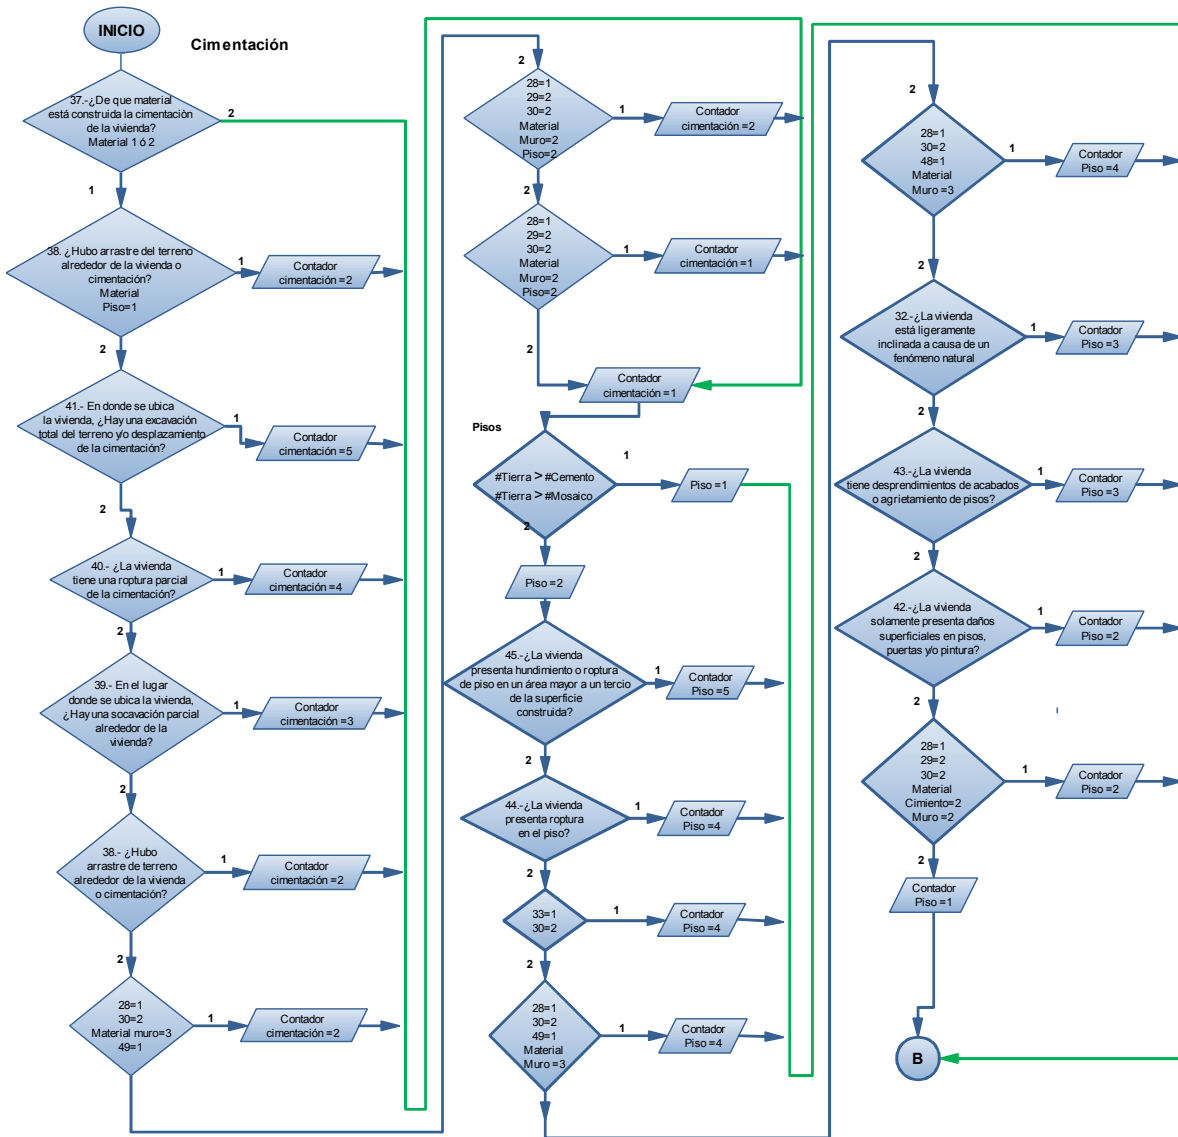 INICIO
Cimentación
37.-¿De que material
está construida la cimentaciòn
de la vivienda?
Material 1 ó 2
2
1
38. ¿Hubo arrastre del terreno
alrededor de la vivienda o
cimentación?
Material
Piso=1
1
Contador
cimentación =2
2
41.- En donde se ubica
la vivienda, ¿Hay una excavación
total del terreno y/o desplazamiento
de la cimentación?
1
Contador
cimentación =5
2
40.- ¿La vivienda
tiene una roptura parcial
de la cimentación?
1
Contador
cimentación =4
2
39.- En el lugar
donde se ubica la vivienda,
¿Hay una socavación parcial
alrededor de la
vivienda?
1
Contador
cimentación =3
2
38.- ¿Hubo
arrastre de terreno
alrededor de la vivienda
o cimentación?
1
Contador
cimentación =2
2
28=1
30=2
Material muro=3
49=1
1
Contador
cimentación =2
2
2
28=1
29=2
30=2
Material
Muro=2
Piso=2
1
Contador
cimentación =2
2
28=1
29=2
30=2
Material
Muro=2
Piso=2
1
Contador
cimentación =1
2
Contador
cimentación =1
Pisos
#Tierra > #Cemento
#Tierra > #Mosaico
1
Piso =1
2
Piso =2
45.-¿La vivienda
presenta hundimiento o roptura
de piso en un área mayor a un tercio
de la superficie
construida?
1
Contador
Piso =5
2
44.-¿La vivienda
presenta roptura
en el piso?
1
Contador
Piso =4
2
33=1
30=2
1
Contador
Piso =4
2
28=1
30=2
49=1
Material
Muro =3
1
Contador
Piso =4
2
2
28=1
30=2
48=1
Material
Muro =3
1
Contador
Piso =4
2
32.-¿La vivienda
está ligeramente
inclinada a causa de un
fenómeno natural
1
Contador
Piso =3
2
43.-¿La vivienda
tiene desprendimientos de acabados
o agrietamiento de pisos?
1
Contador
Piso =3
2
42.-¿La vivienda
solamente presenta daños
superficiales en pisos,
puertas y/o pintura?
1
Contador
Piso =2
2
28=1
29=2
30=2
Material
Cimiento=2
Muro =2
1
Contador
Piso =2
2
Contador
Piso =1
B